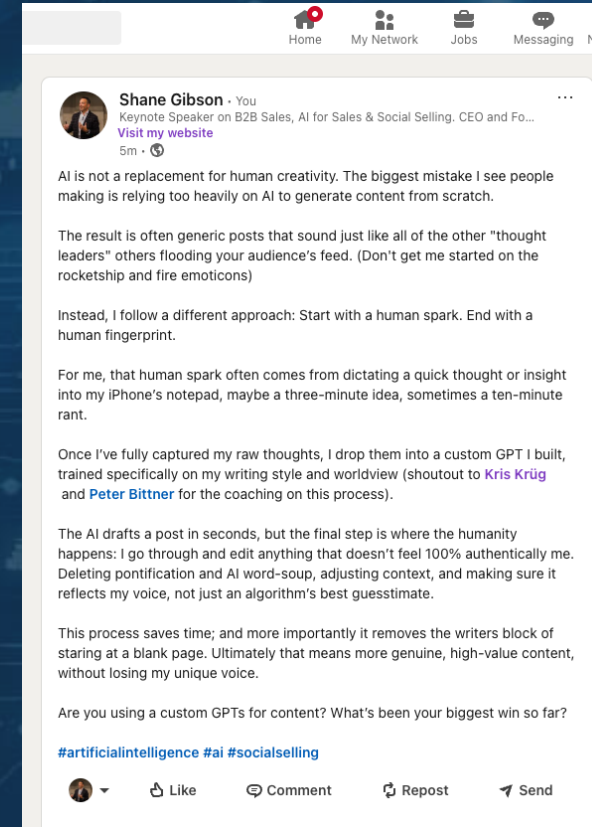 Home
My Network
Jobs
Messaging
Shane Gibson · You
Keynote Speaker on B2B Sales, AI for Sales & Social Selling. CEO and Fo...
Visit my website
5m ·
AI is not a replacement for human creativity. The biggest mistake I see people
making is relying too heavily on AI to generate content from scratch.
The result is often generic posts that sound just like all of the other "thought
leaders" others flooding your audience's feed. (Don't get me started on the
rocketship and fire emoticons)
Instead, I follow a different approach: Start with a human spark. End with a
human fingerprint.
For me, that human spark often comes from dictating a quick thought or insight
into my iPhone's notepad, maybe a three-minute idea, sometimes a ten-minute
rant.
Once I've fully captured my raw thoughts, I drop them into a custom GPT I built,
trained specifically on my writing style and worldview (shoutout to Kris Krüg
and Peter Bittner for the coaching on this process).
The AI drafts a post in seconds, but the final step is where the humanity
happens: I go through and edit anything that doesn't feel 100% authentically me.
Deleting pontification and AI word-soup, adjusting context, and making sure it
reflects my voice, not just an algorithm's best guesstimate.
This process saves time; and more importantly it removes the writers block of
staring at a blank page. Ultimately that means more genuine, high-value content,
without losing my unique voice.
Are you using a custom GPTs for content? What's been your biggest win so far?
#artificialintelligence #ai #socialselling
Like
Comment
Repost
Send